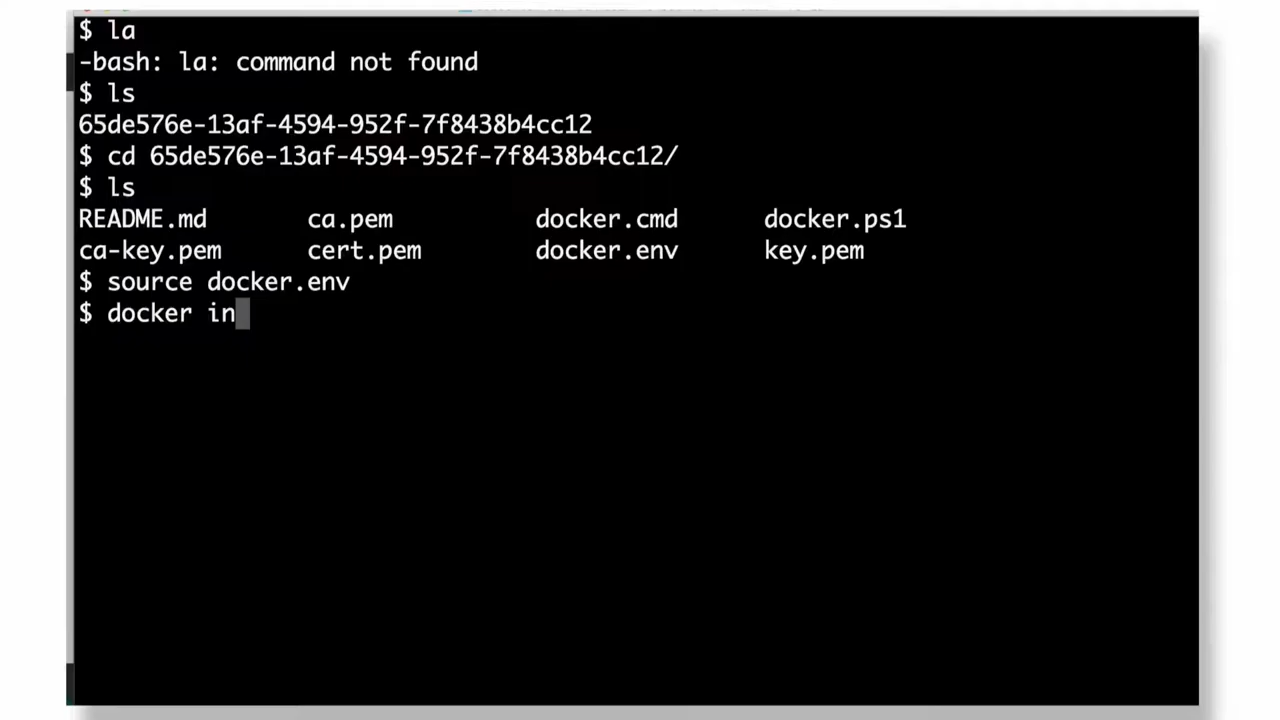 $ la
-bash: la: command not found
$ ls
65de576e-13af-4594-952f-7f8438b4cc12
$ cd 65de576e-13af-4594-952f-7f8438b4cc12/
$ ls
README.md ca.pem docker.cmd docker.ps1
ca-key.pem cert.pem docker.env key.pem
$ source docker.env
$ docker in